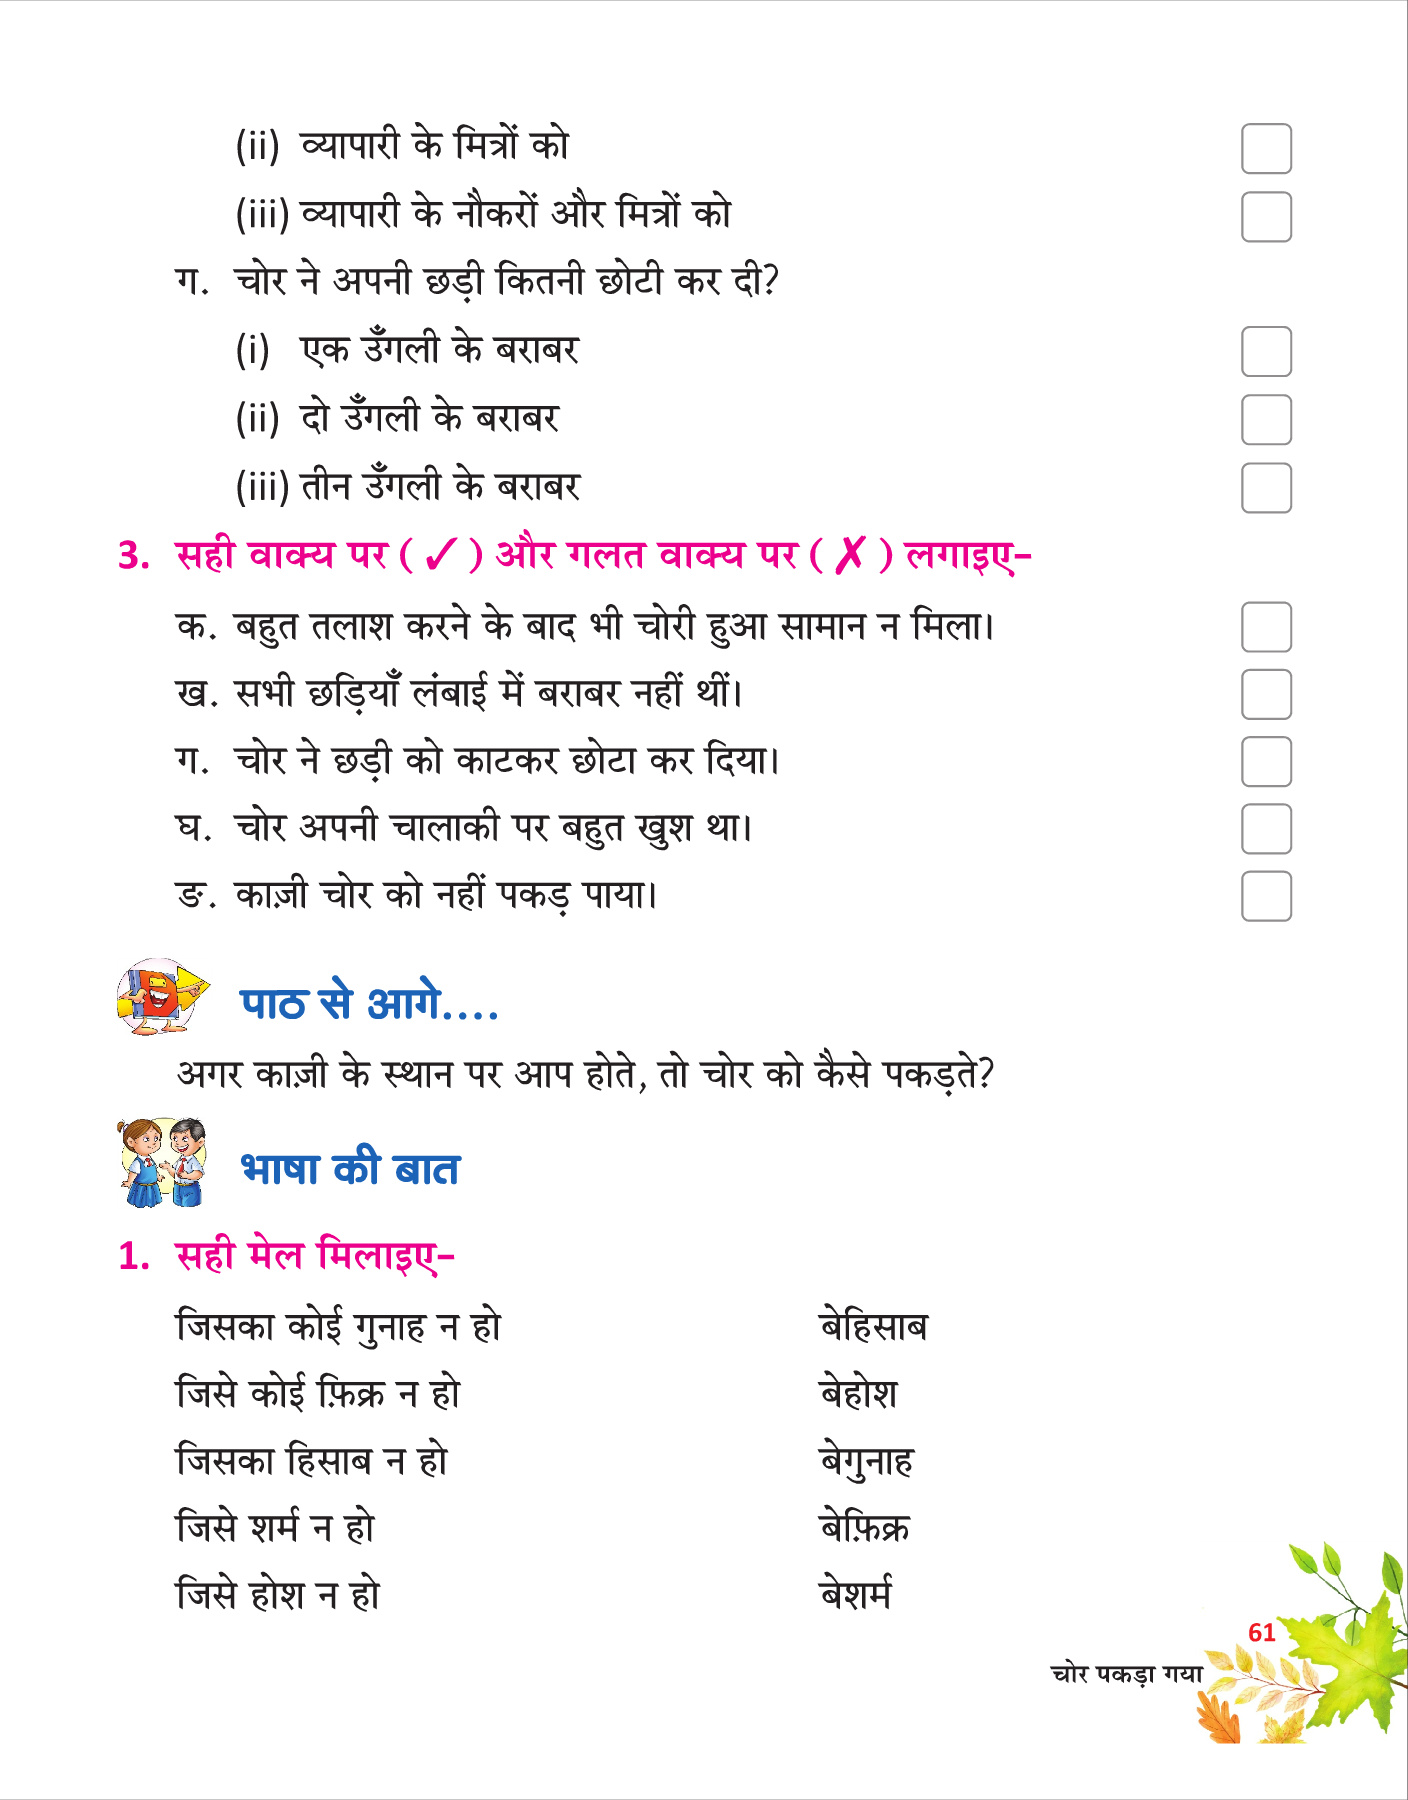 (ii) व्यापारी के मित्रों को
(iii) व्यापारी के नौकरों और मित्रों को
ग. चोर ने अपनी छड़ी कितनी छोटी कर दी?
(i) एक उँगली के बराबर
(ii) दो उँगली के बराबर
(iii) तीन उँगली के बराबर
3. सही वाक्य पर (✓) और गलत वाक्य पर (✗) लगाइए–
क. बहुत तलाश करने के बाद भी चोरी हुआ सामान न मिला।
ख. सभी छड़ियाँ लंबाई में बराबर नहीं थीं।
ग. चोर ने छड़ी को काटकर छोटा कर दिया।
घ. चोर अपनी चालाकी पर बहुत खुश था।
ङ. काज़ी चोर को नहीं पकड़ पाया।
पाठ से आगे....
अगर काज़ी के स्थान पर आप होते, तो चोर को कैसे पकड़ते?
भाषा की बात
1. सही मेल मिलाइए–
जिसका कोई गुनाह न हो बेहिसाब
जिसे कोई फ़िक्र न हो बेहोश
जिसका हिसाब न हो बेगुनाह
जिसे शर्म न हो बेफ़िक्र
जिसे होश न हो बेशर्म
61
चोर पकड़ा गया